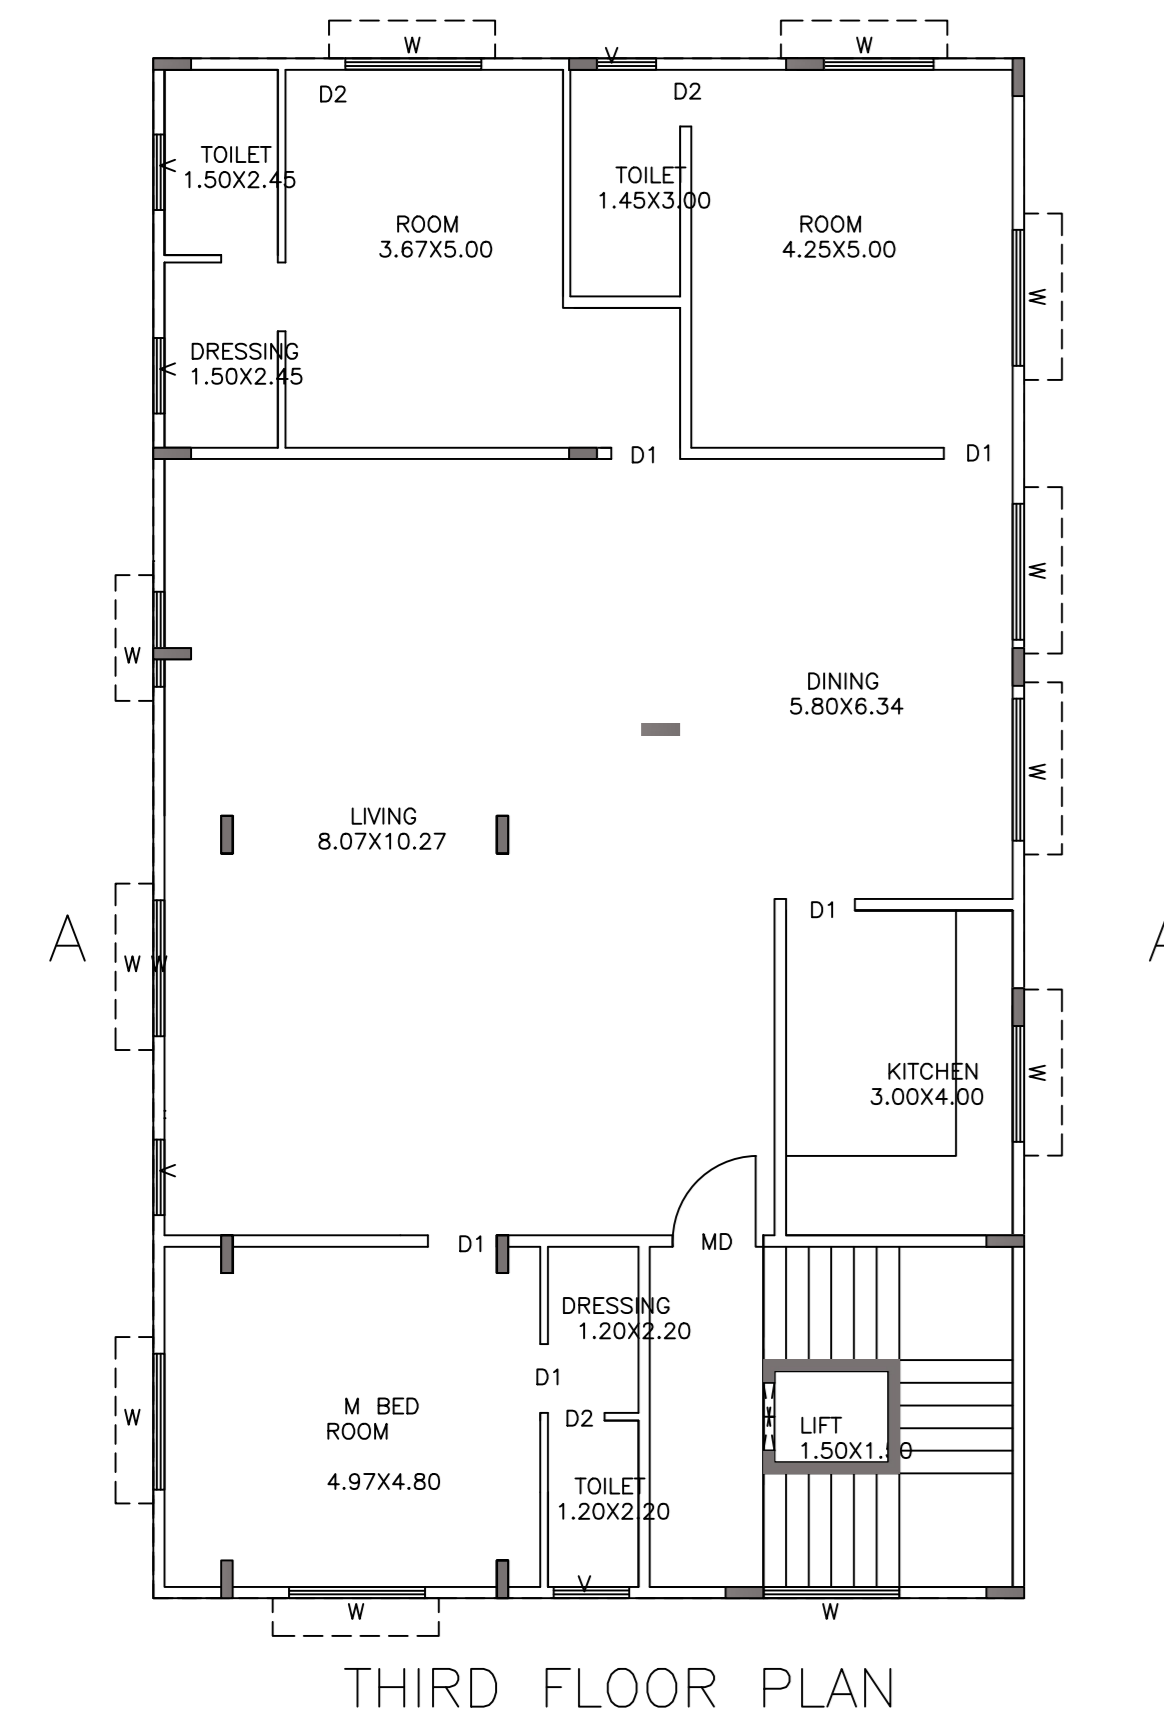 W
V
W
D2
D2
TOILET
1.50X2.45
V
TOILET
1.45X3.00
ROOM
3.67X5.00
ROOM
4.25X5.00
W
DRESSING
1.50X2.45
V
D1
D1
W
W
DINING
5.80X6.34
W
LIVING
8.07X10.27
D1
A
W W
A
KITCHEN
3.00X4.00
W
V
D1
MD
DRESSING
1.20X2.20
D1
M BED
ROOM
4.97X4.80
W
D2
LIFT
1.50X1.50
TOILET
1.20X2.20
V
W
W
THIRD FLOOR PLAN